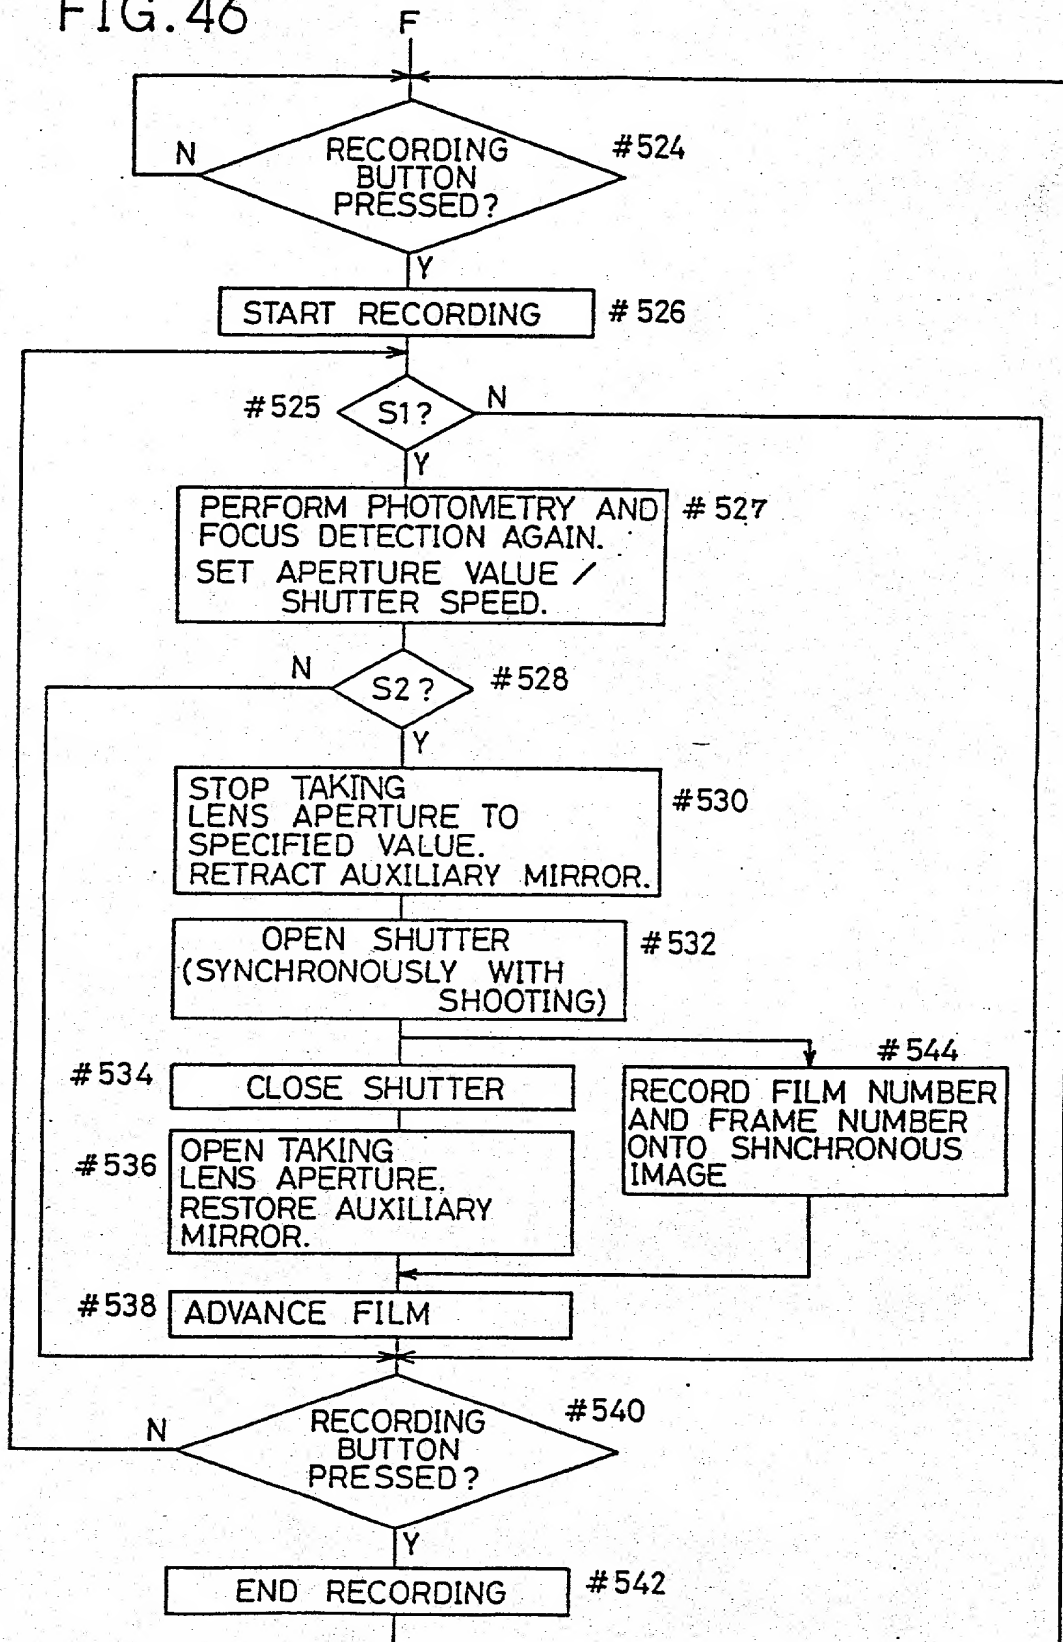 FIG.46
F
N
RECORDING
BUTTON
PRESSED?
#524
Y
START RECORDING
#526
#525
S1?
N
Y
PERFORM PHOTOMETRY AND
FOCUS DETECTION AGAIN.
SET APERTURE VALUE /
SHUTTER SPEED.
#527
N
S2?
#528
Y
STOP TAKING
LENS APERTURE TO
SPECIFIED VALUE.
RETRACT AUXILIARY MIRROR.
#530
OPEN SHUTTER
(SYNCHRONOUSLY WITH
SHOOTING)
#532
#534
CLOSE SHUTTER
#544
RECORD FILM NUMBER
AND FRAME NUMBER
ONTO SHNCHRONOUS
IMAGE
#536
OPEN TAKING
LENS APERTURE.
RESTORE AUXILIARY
MIRROR.
#538
ADVANCE FILM
N
RECORDING
BUTTON
PRESSED?
#540
Y
END RECORDING
#542